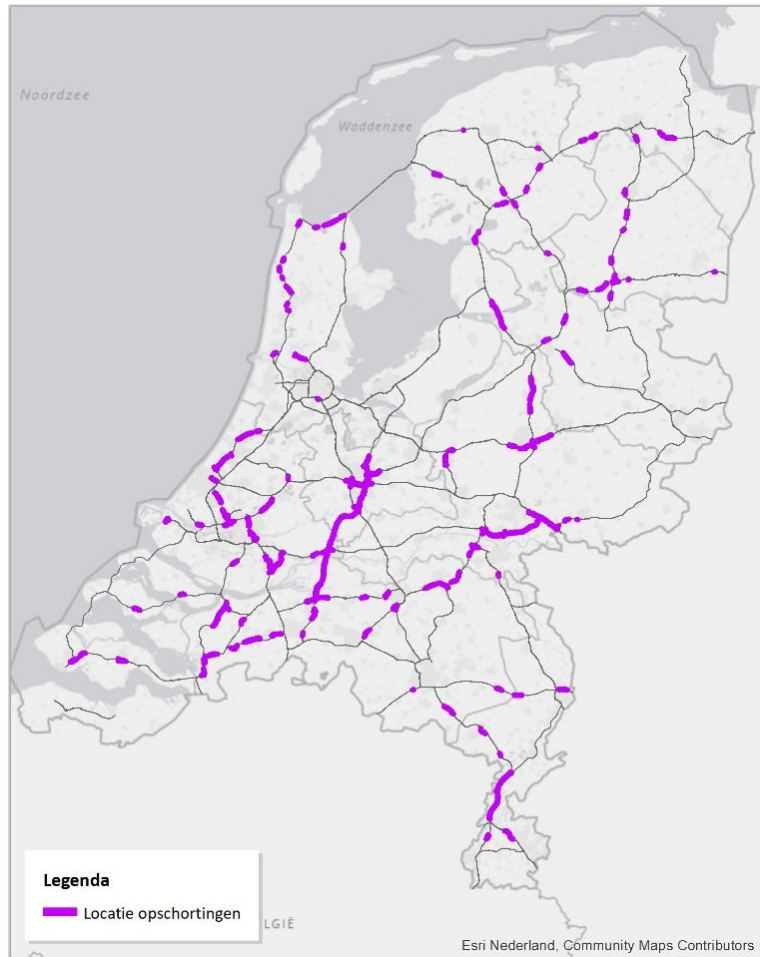 Noordzee
Waddenzee
Legenda
Locatie opschortingen
LGIË
Esri Nederland, Community Maps Contributors